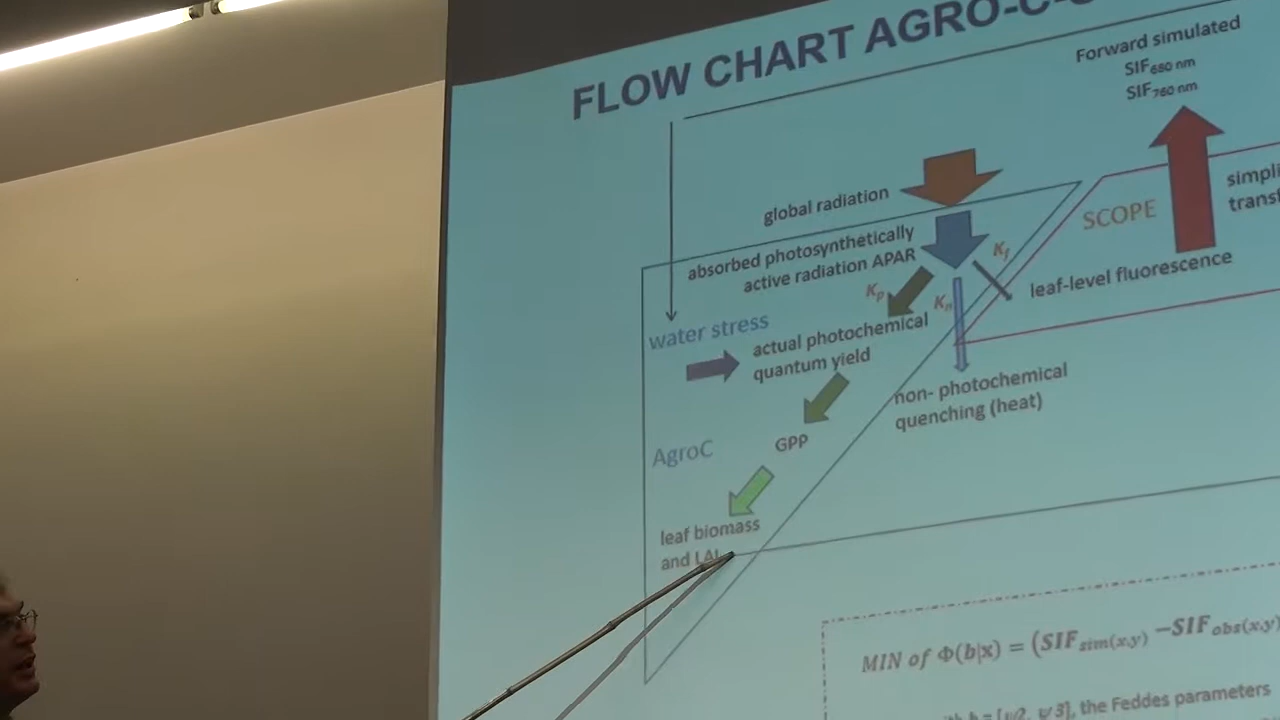 FLOW CHART AGRO-C-S
Forward simulated
SIF680 nm
SIF760 nm
global radiation
absorbed photosynthetically
active radiation APAR
Kf
Kp
Kn
SCOPE
simpli
transf
leaf-level fluorescence
water stress
actual photochemical
quantum yield
non- photochemical
quenching (heat)
GPP
AgroC
leaf biomass
and LAI
MIN of Φ(b|x) = (SIFsim(x,y) −SIFobs(x,y)
the Feddes parameters